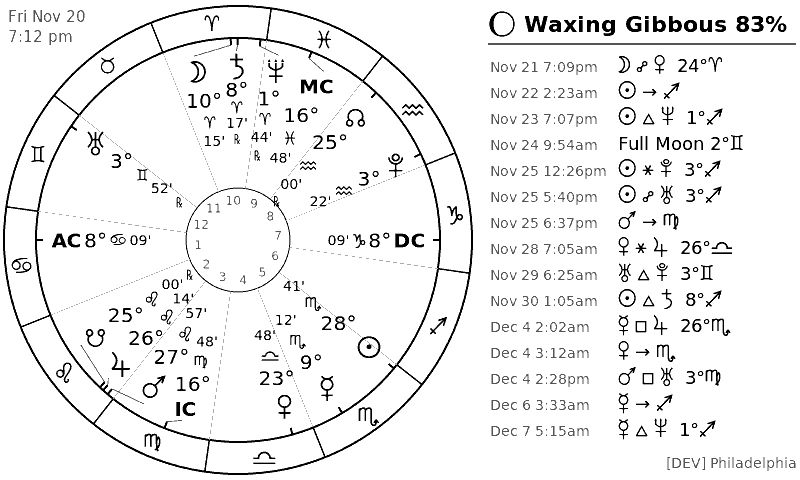 Fri Nov 20
7:12 pm
☽ 10° ♈ 15'
♄ 8° ♈ 17' ℞
♆ 1° ♈ 44' ℞
MC 16° ♓ 48'
☊ 25° ♒ 00' ℞
♇ 3° ♒ 22'
♅ 3° ♊ 52' ℞
AC 8° ♋ 09'
09' ♑ 8° DC
☋ 25° ♌ 00' ℞
♃ 26° ♌ 14'
♂ 27° ♌ 57'
IC 16° ♍ 48'
♀ 23° ♎ 48'
☿ 9° ♏ 12'
☉ 28° ♏ 41'
1 2 3 4 5 6 7 8 9 10 11 12
♈ ♉ ♊ ♋ ♌ ♍ ♎ ♏ ♐ ♑ ♒ ♓
Waxing Gibbous 83%
Nov 21 7:09pm ☽ ☍ ♀ 24°♈
Nov 22 2:23am ☉ → ♐
Nov 23 7:07pm ☉ △ ♆ 1°♐
Nov 24 9:54am Full Moon 2°♊
Nov 25 12:26pm ☉ ⚹ ♇ 3°♐
Nov 25 5:40pm ☉ ☍ ♅ 3°♐
Nov 25 6:37pm ♂ → ♍
Nov 28 7:05am ♀ ⚹ ♃ 26°♎
Nov 29 6:25am ♅ △ ♇ 3°♊
Nov 30 1:05am ☉ △ ♄ 8°♐
Dec 4 2:02am ☿ □ ♃ 26°♏
Dec 4 3:12am ♀ → ♏
Dec 4 2:28pm ♂ □ ♅ 3°♍
Dec 6 3:33am ☿ → ♐
Dec 7 5:15am ☿ △ ♆ 1°♐
[DEV] Philadelphia